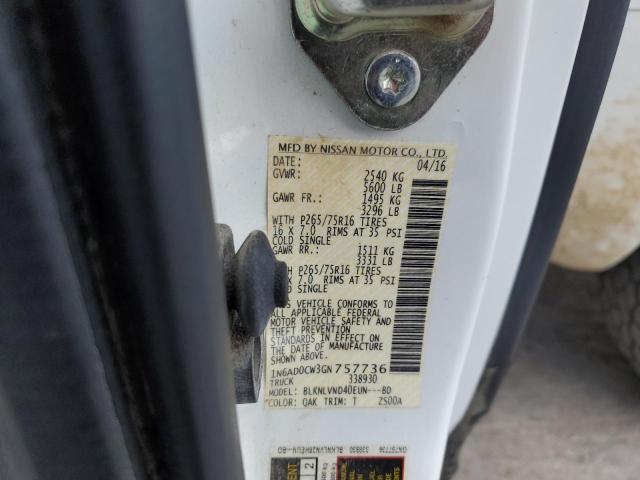 MFD BY NISSAN MOTOR CO., LTD.
DATE: 04/16
GVWR: 2540 KG
5600 LB
GAWR FR.: 1495 KG
3296 LB
WITH P265/75R16 TIRES
16 X 7.0 RIMS AT 35 PSI
COLD SINGLE
GAWR RR.: 1511 KG
3331 LB
P265/75R16 TIRES
7.0 RIMS AT 35 PSI
SINGLE
VEHICLE CONFORMS TO
ALL APPLICABLE FEDERAL
MOTOR VEHICLE SAFETY AND
THEFT PREVENTION
STANDARDS IN EFFECT ON
THE DATE OF MANUFACTURE
SHOWN ABOVE.
1N6AD0CW3GN757736
TRUCK 338930
MODEL: BLKNLVND40EUN---BD
COLOR: QAK TRIM: T 2S00A
GN757736 338930
2